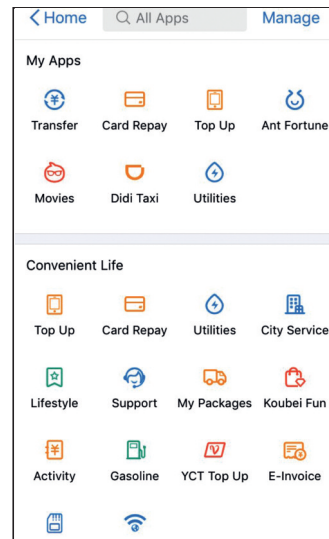 Home All Apps Manage
My Apps
Transfer Card Repay Top Up Ant Fortune
Movies Didi Taxi Utilities
Convenient Life
Top Up Card Repay Utilities City Service
Lifestyle Support My Packages Koubei Fun
Activity Gasoline YCT Top Up E-Invoice